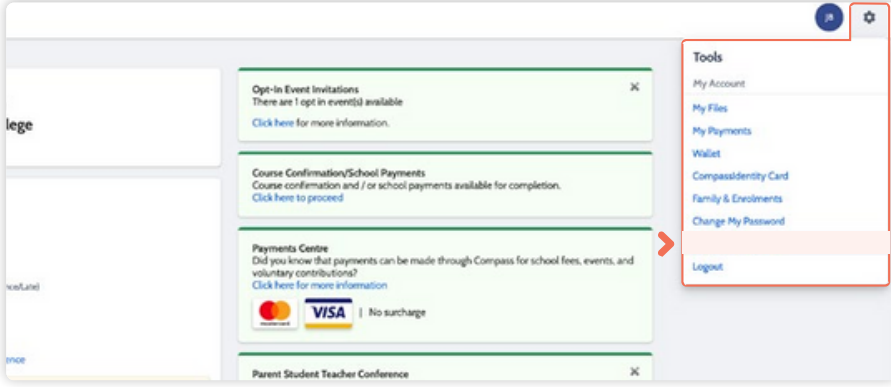 JB
Tools
My Account
My Files
My Payments
Wallet
CompassIdentity Card
Family & Enrolments
Change My Password
Logout
lege
nce/Late)
ence
Opt-In Event Invitations
There are 1 opt in event(s) available
Click here for more information.
Course Confirmation/School Payments
Course confirmation and / or school payments available for completion.
Click here to proceed
Payments Centre
Did you know that payments can be made through Compass for school fees, events, and
voluntary contributions?
Click here for more information
mastercard VISA | No surcharge
Parent Student Teacher Conference